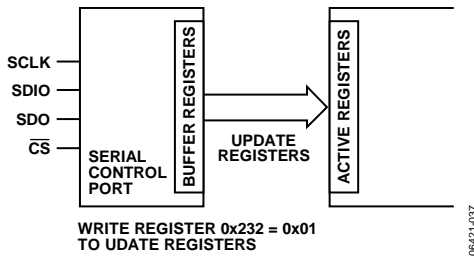 SCLK
SDIO
SDO
CS
SERIAL
CONTROL
PORT
BUFFER REGISTERS
UPDATE
REGISTERS
ACTIVE REGISTERS
WRITE REGISTER 0x232 = 0x01
TO UDATE REGISTERS
06421-037